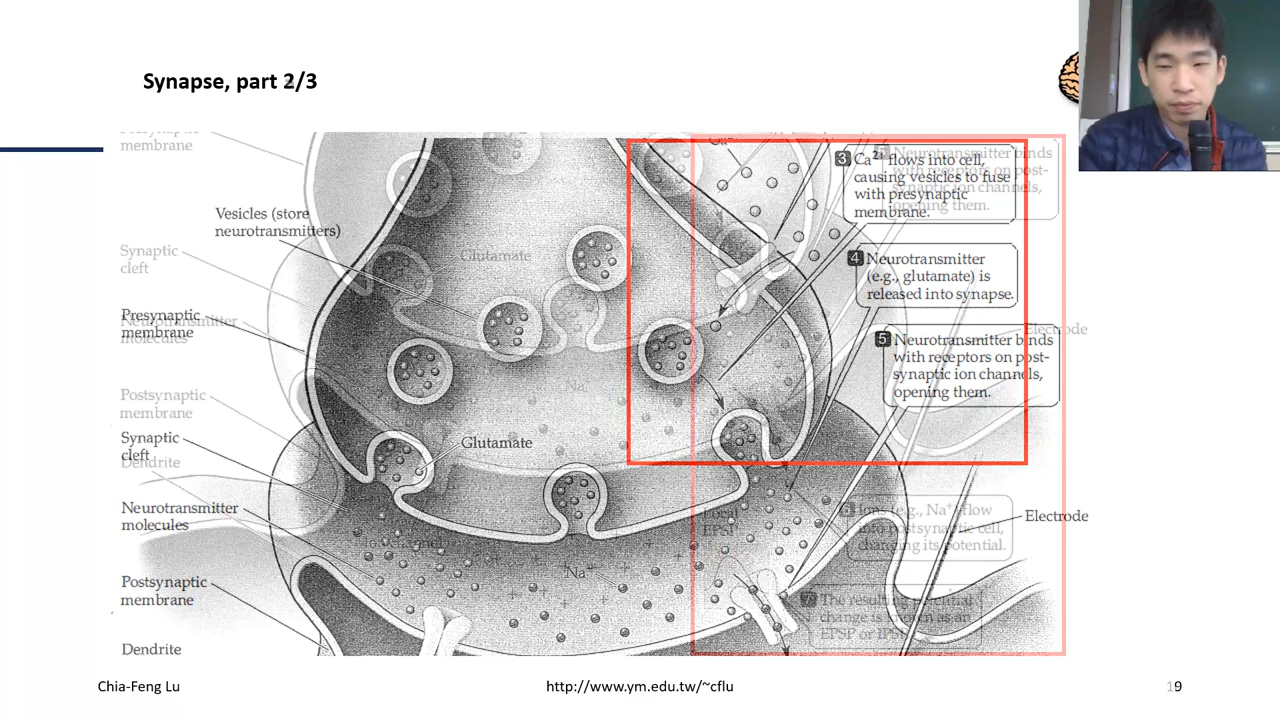 Synapse, part 2/3
membrane
Vesicles (store
neurotransmitters)
Synaptic
cleft
Glutamate
Presynaptic
membrane
Neurotransmitter
molecules
Postsynaptic
membrane
Synaptic
cleft
Dendrite
Glutamate
Neurotransmitter
molecules
Postsynaptic
membrane
Dendrite
Na+
3 Ca2+ flows into cell,
causing vesicles to fuse
with presynaptic
membrane.
5 Neurotransmitter binds
with receptors on post-
synaptic ion channels,
opening them.
4 Neurotransmitter
(e.g., glutamate) is
released into synapse.
Electrode
5 Neurotransmitter binds
with receptors on post-
synaptic ion channels,
opening them.
Electrode
Local
EPSP
6 Ions (e.g., Na+) flow
into postsynaptic cell,
changing its potential.
7 The resulting potential
change is known as an
EPSP or IPSP.
Chia-Feng Lu
http://www.ym.edu.tw/~cflu
19